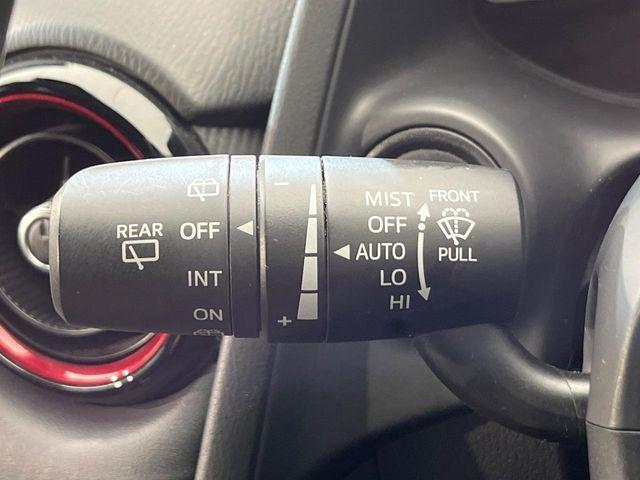 REAR
OFF
INT
ON
−
+
MIST
OFF
AUTO
LO
HI
FRONT
PULL